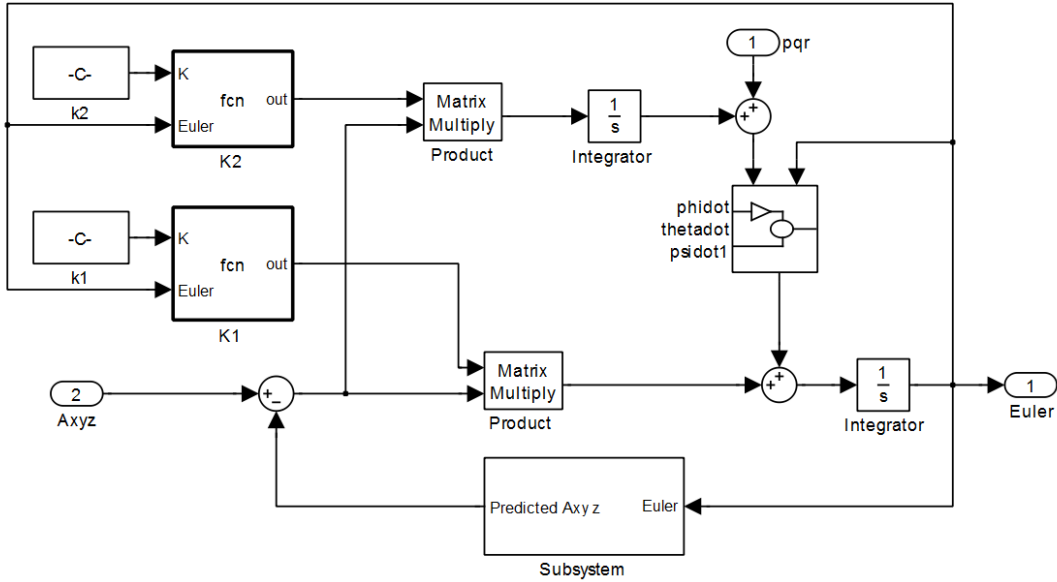 1
pqr
-C-
k2
K
fcn
out
Euler
K2
Matrix
Multiply
Product
1
s
Integrator
+
+
phidot
thetadot
psidot1
-C-
k1
K
fcn
out
Euler
K1
2
Axyz
+
−
Matrix
Multiply
Product
+
+
1
s
Integrator
1
Euler
Predicted Axyz
Euler
Subsystem